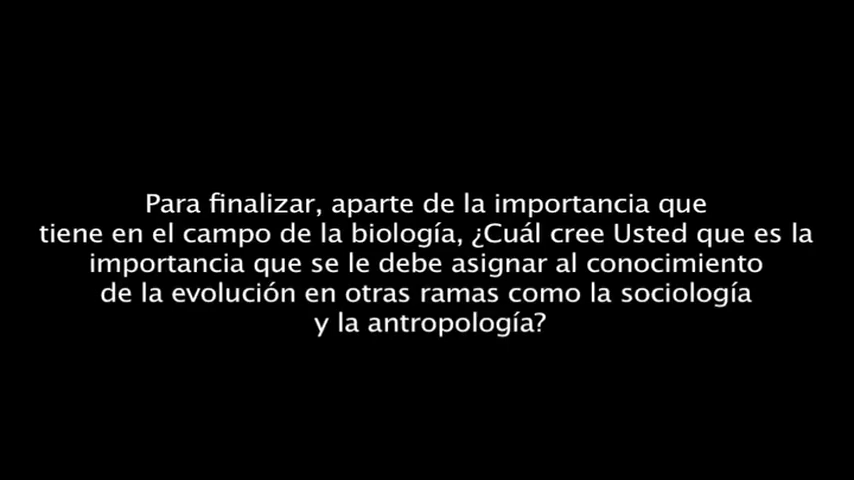 Para finalizar, aparte de la importancia que
tiene en el campo de la biología, ¿Cuál cree Usted que es la
importancia que se le debe asignar al conocimiento
de la evolución en otras ramas como la sociología
y la antropología?